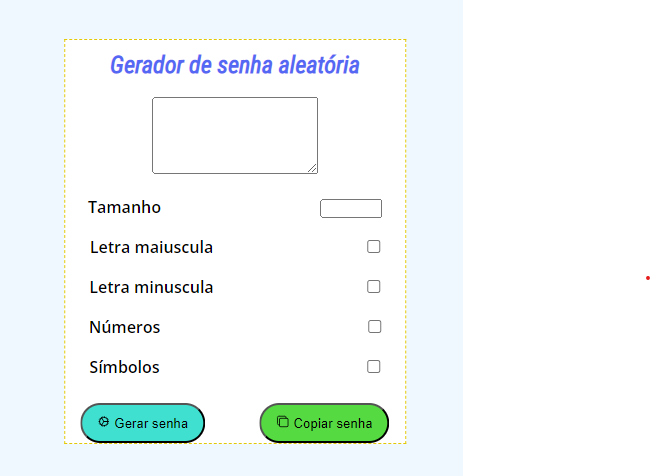 Gerador de senha aleatória
Tamanho
Letra maiuscula
Letra minuscula
Números
Símbolos
Gerar senha
Copiar senha